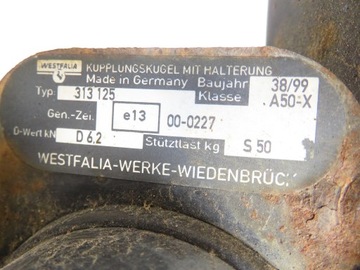 WESTFALIA KUPPLUNGSKUGEL MIT HALTERUNG
Made in Germany Baujahr 38/99
Typ: 313 125 Klasse A50-X
Gen.-Zei. e13 00-0227
D-Wert kN D 6.2 Stützlast kg S 50
WESTFALIA-WERKE-WIEDENBRÜCK